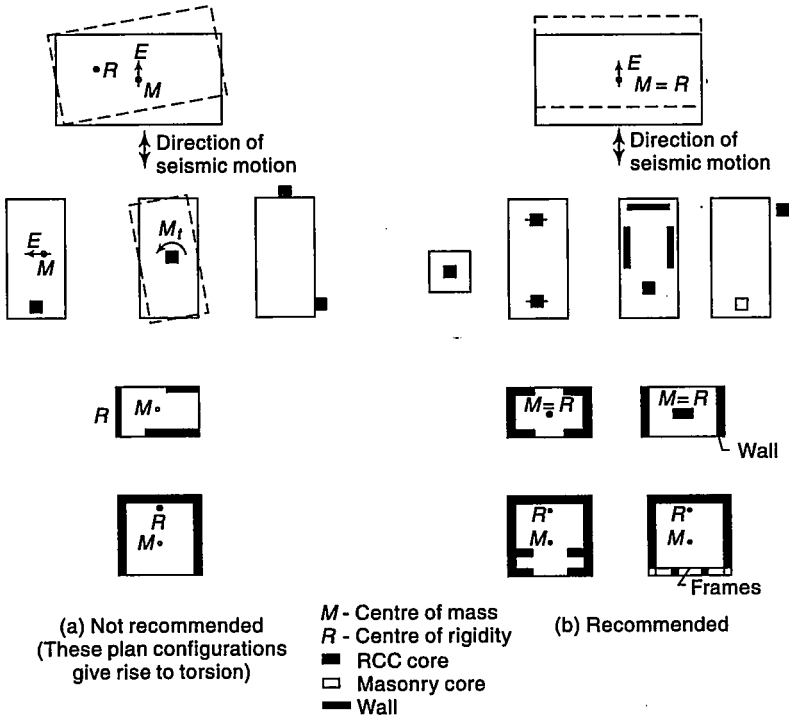 E
R
M
Direction of
seismic motion
E
M = R
Direction of
seismic motion
E
M
Mt
R
M
M = R
M = R
Wall
R
M
R
M
R
M
Frames
(a) Not recommended
(These plan configurations
give rise to torsion)
M - Centre of mass
R - Centre of rigidity
RCC core
Masonry core
Wall
(b) Recommended